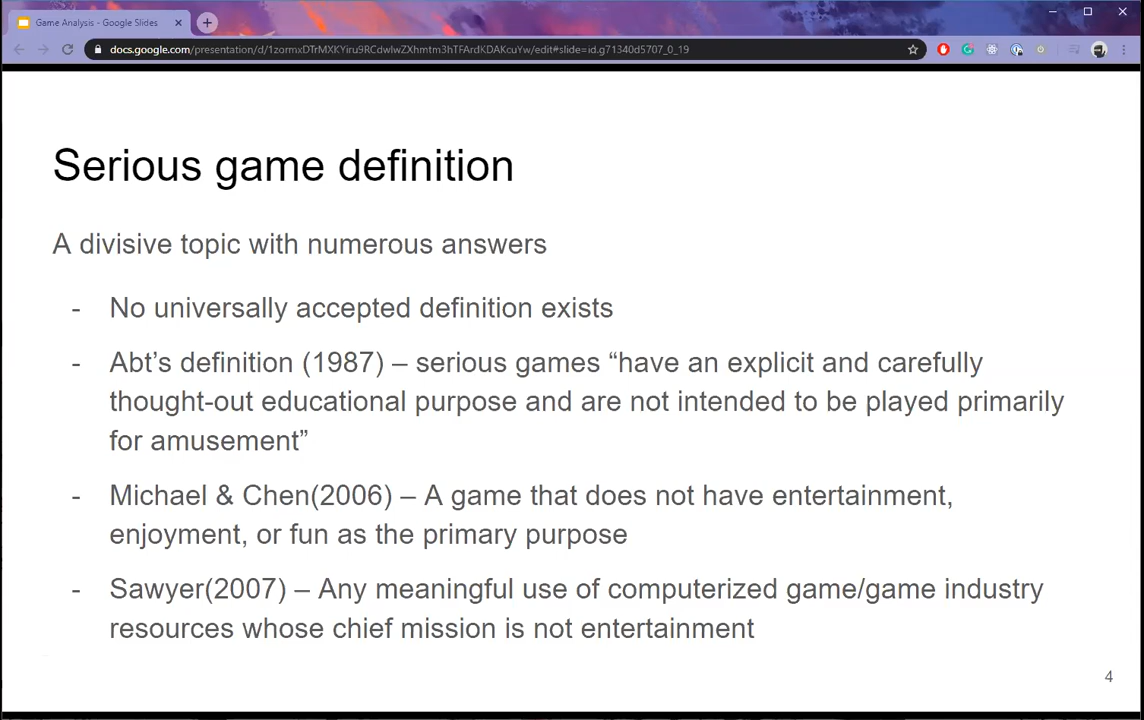 Game Analysis - Google Slides
docs.google.com/presentation/d/1zormxDTrMXKYiru9RCdwlwZXhmtm3hTFArdKDAKcuYw/edit#slide=id.g71340d5707_0_19
Serious game definition
A divisive topic with numerous answers
- No universally accepted definition exists
- Abt’s definition (1987) – serious games “have an explicit and carefully
thought-out educational purpose and are not intended to be played primarily
for amusement”
- Michael & Chen(2006) – A game that does not have entertainment,
enjoyment, or fun as the primary purpose
- Sawyer(2007) – Any meaningful use of computerized game/game industry
resources whose chief mission is not entertainment
4